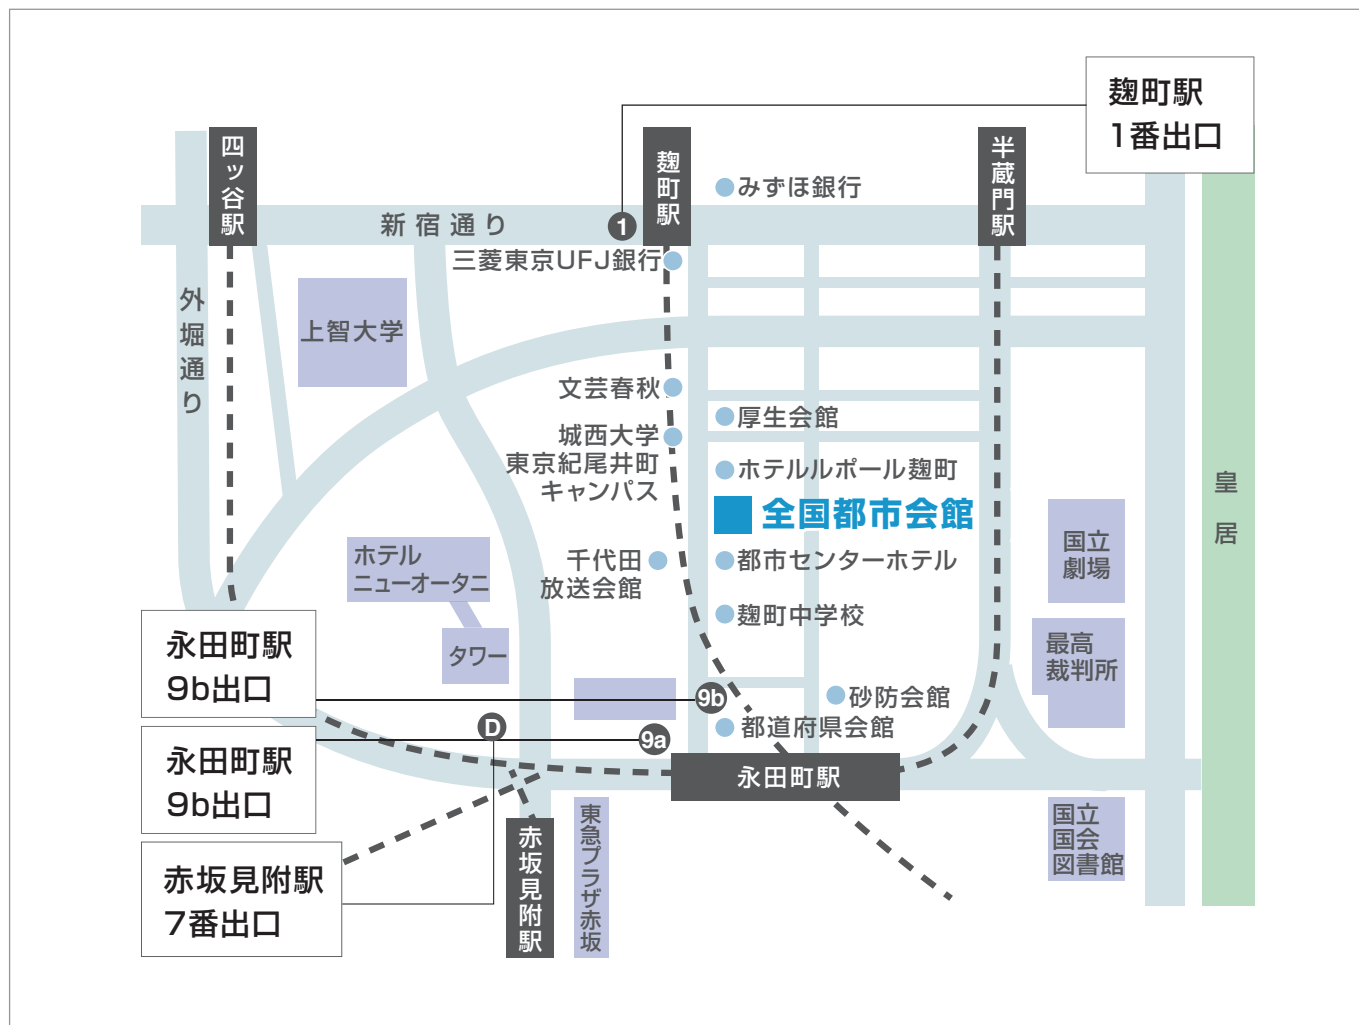 麹町駅
1番出口
四ッ谷駅
麹町駅
半蔵門駅
みずほ銀行
新宿通り
1
三菱東京UFJ銀行
外堀通り
上智大学
文芸春秋
厚生会館
城西大学
東京紀尾井町
キャンパス
ホテルルポール麹町
全国都市会館
皇居
国立
劇場
ホテル
ニューオータニ
千代田
放送会館
都市センターホテル
麹町中学校
タワー
最高
裁判所
永田町駅
9b出口
9b
砂防会館
都道府県会館
D
9a
永田町駅
9b出口
永田町駅
赤坂見附駅
7番出口
赤坂見附駅
東急プラザ赤坂
国立
国会
図書館